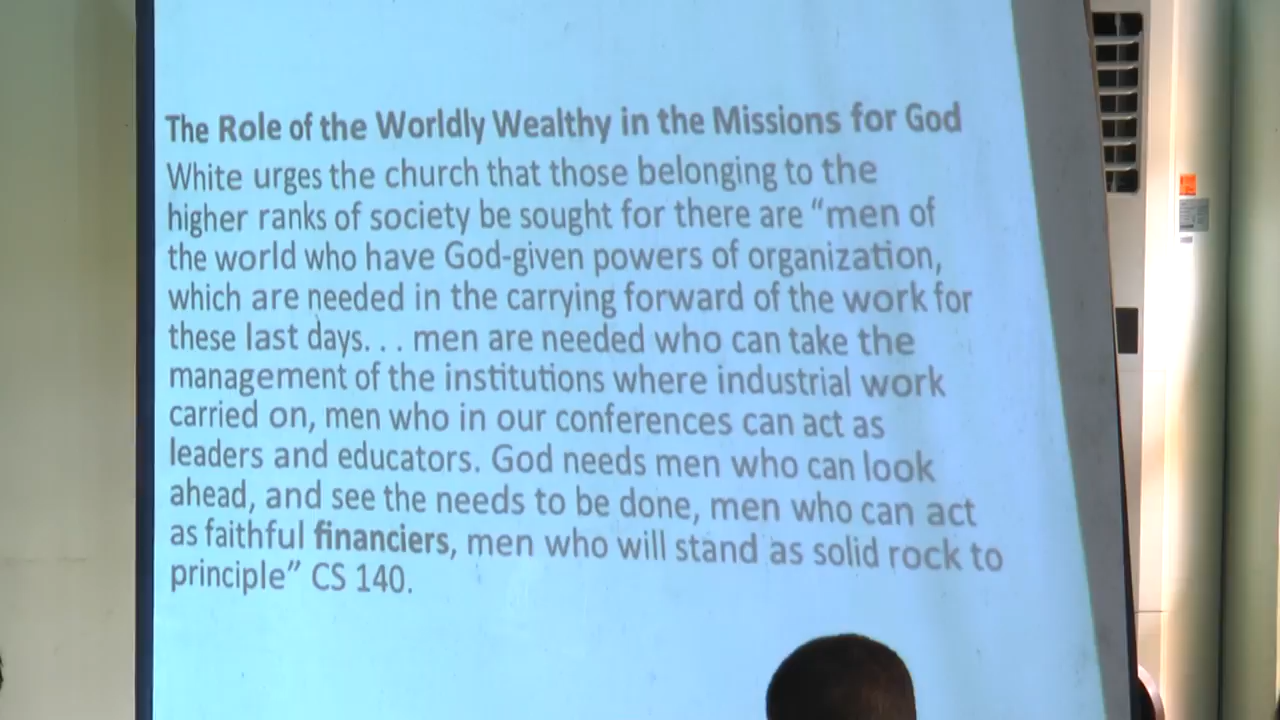 The Role of the Worldly Wealthy in the Missions for God
White urges the church that those belonging to the
higher ranks of society be sought for there are “men of
the world who have God-given powers of organization,
which are needed in the carrying forward of the work for
these last days. . . men are needed who can take the
management of the institutions where industrial work
carried on, men who in our conferences can act as
leaders and educators. God needs men who can look
ahead, and see the needs to be done, men who can act
as faithful financiers, men who will stand as solid rock to
principle” CS 140.